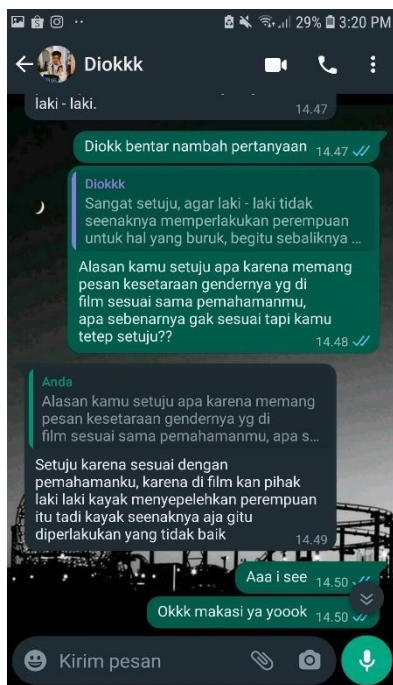 29% 3:20 PM
Diokkk
laki - laki.
14.47
Diokk bentar nambah pertanyaan 14.47
Diokkk
Sangat setuju, agar laki - laki tidak
seenaknya memperlakukan perempuan
untuk hal yang buruk, begitu sebaliknya ...
Alasan kamu setuju apa karena memang
pesan kesetaraan gendernya yg di
film sesuai sama pemahamanmu,
apa sebenarnya gak sesuai tapi kamu
tetep setuju??
14.48
Anda
Alasan kamu setuju apa karena memang
pesan kesetaraan gendernya yg di
film sesuai sama pemahamanmu, apa s...
Setuju karena sesuai dengan
pemahamanku, karena di film kan pihak
laki laki kayak menyepelehkan perempuan
itu tadi kayak seenaknya aja gitu
diperlakukan yang tidak baik
14.49
Aaa i see 14.50
Okkk makasi ya yoook 14.50
Kirim pesan